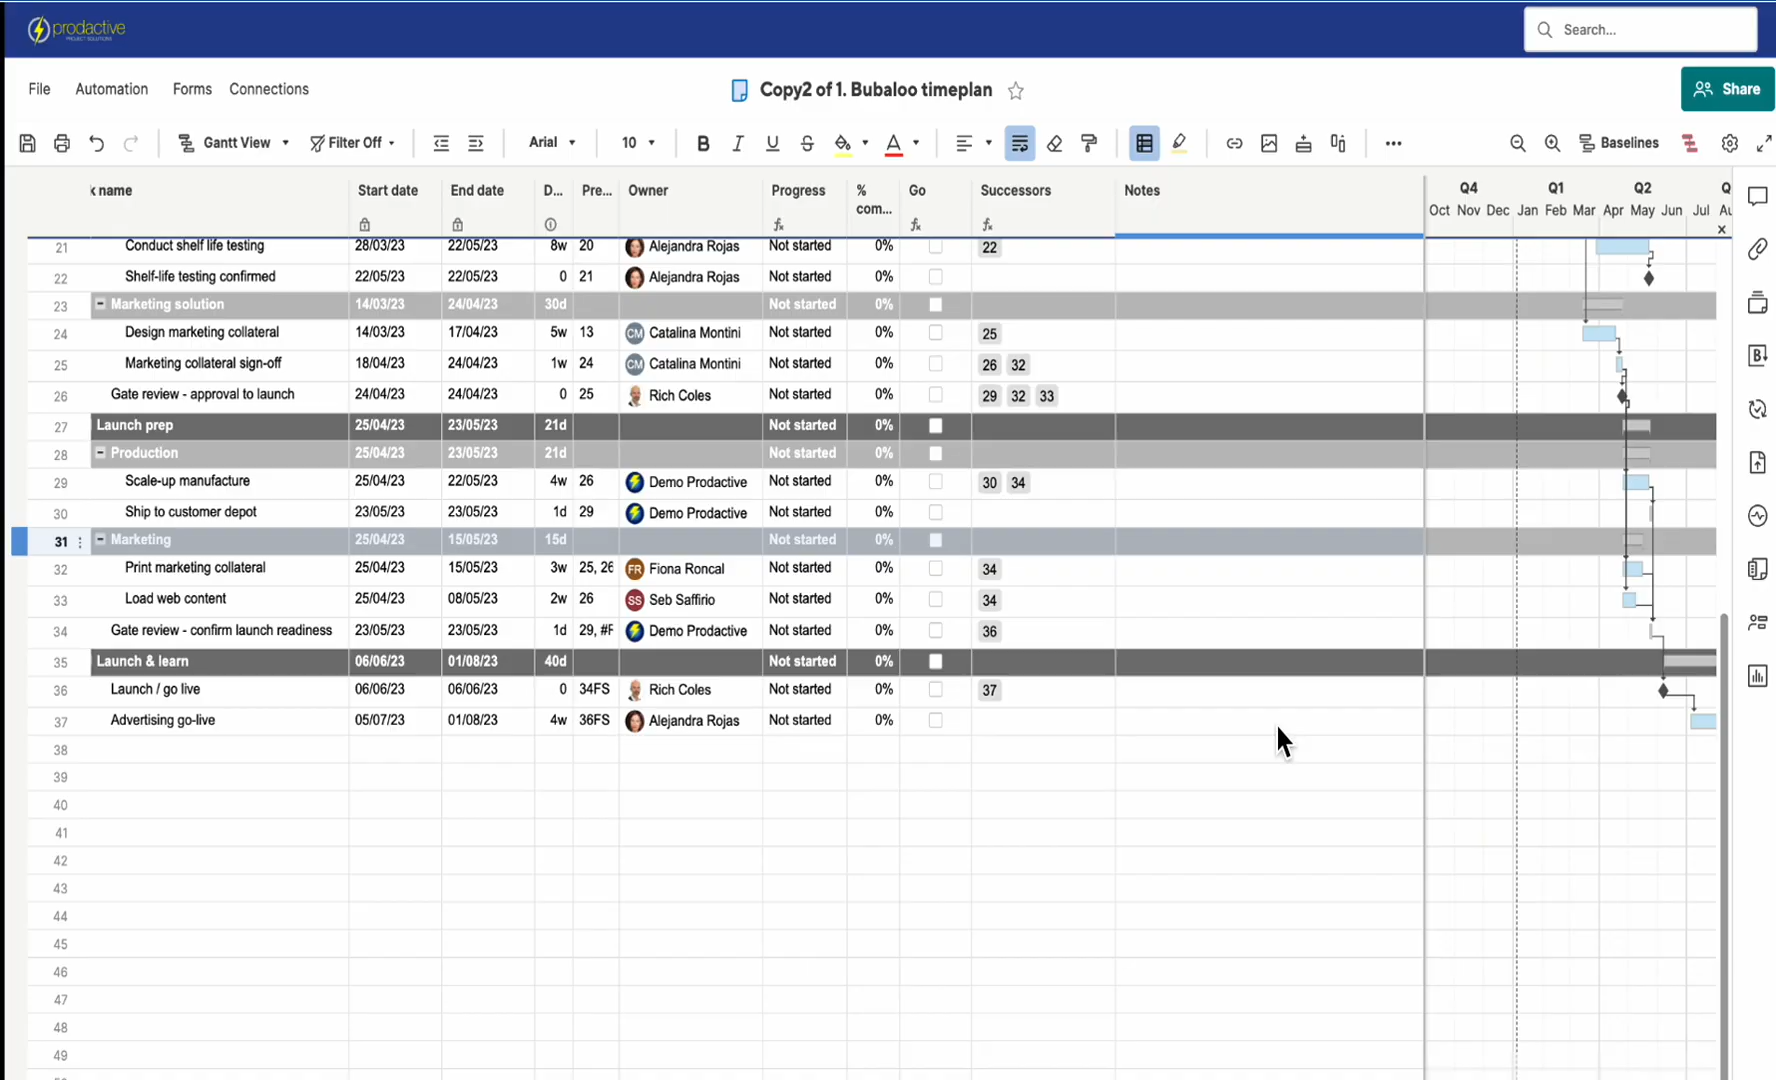 prodactive
PROJECT SOLUTIONS
Search...
File Automation Forms Connections
Copy2 of 1. Bubaloo timeplan
Share
Gantt View Filter Off Arial 10 B I U S A Baselines
k name Start date End date D... Pre... Owner Progress % com... Go Successors Notes
Q4 Q1 Q2 Q
Oct Nov Dec Jan Feb Mar Apr May Jun Jul Au
21 Conduct shelf life testing 28/03/23 22/05/23 8w 20 Alejandra Rojas Not started 0% 22
22 Shelf-life testing confirmed 22/05/23 22/05/23 0 21 Alejandra Rojas Not started 0%
23 Marketing solution 14/03/23 24/04/23 30d Not started 0%
24 Design marketing collateral 14/03/23 17/04/23 5w 13 CM Catalina Montini Not started 0% 25
25 Marketing collateral sign-off 18/04/23 24/04/23 1w 24 CM Catalina Montini Not started 0% 26 32
26 Gate review - approval to launch 24/04/23 24/04/23 0 25 Rich Coles Not started 0% 29 32 33
27 Launch prep 25/04/23 23/05/23 21d Not started 0%
28 Production 25/04/23 23/05/23 21d Not started 0%
29 Scale-up manufacture 25/04/23 22/05/23 4w 26 Demo Prodactive Not started 0% 30 34
30 Ship to customer depot 23/05/23 23/05/23 1d 29 Demo Prodactive Not started 0%
31 Marketing 25/04/23 15/05/23 15d Not started 0%
32 Print marketing collateral 25/04/23 15/05/23 3w 25, 26 FR Fiona Roncal Not started 0% 34
33 Load web content 25/04/23 08/05/23 2w 26 SS Seb Saffirio Not started 0% 34
34 Gate review - confirm launch readiness 23/05/23 23/05/23 1d 29, #F Demo Prodactive Not started 0% 36
35 Launch & learn 06/06/23 01/08/23 40d Not started 0%
36 Launch / go live 06/06/23 06/06/23 0 34FS Rich Coles Not started 0% 37
37 Advertising go-live 05/07/23 01/08/23 4w 36FS Alejandra Rojas Not started 0%
38
39
40
41
42
43
44
45
46
47
48
49